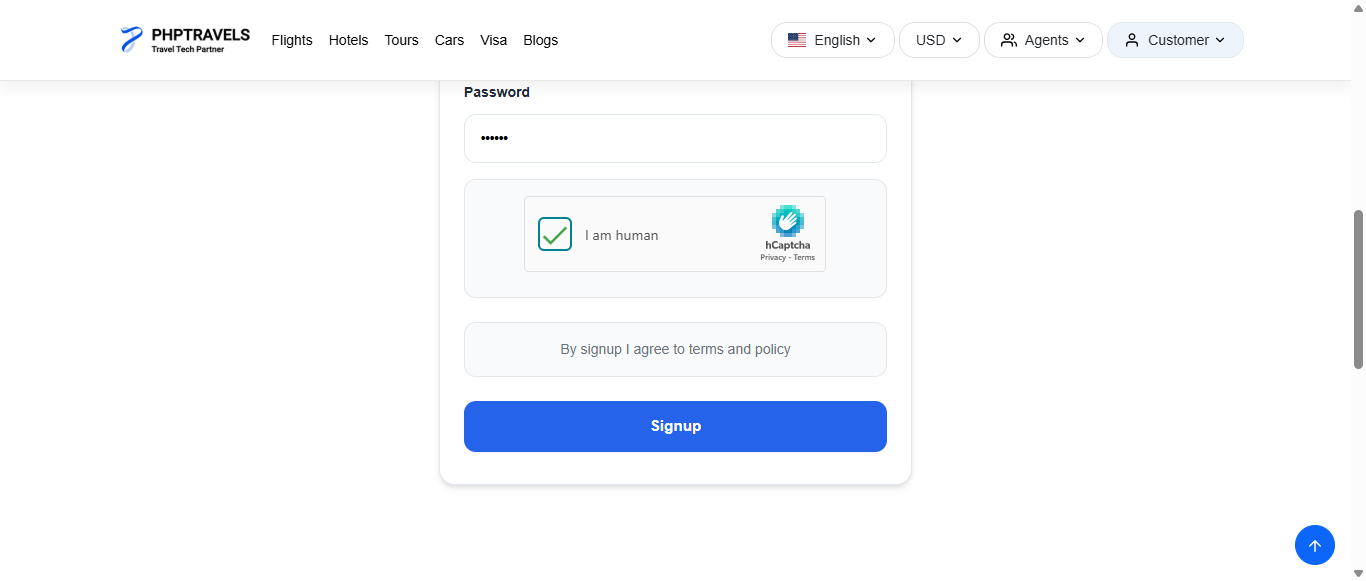 PHPTRAVELS
Travel Tech Partner
Flights Hotels Tours Cars Visa Blogs
English USD Agents Customer
Password
••••••
I am human
hCaptcha
Privacy - Terms
By signup I agree to terms and policy
Signup